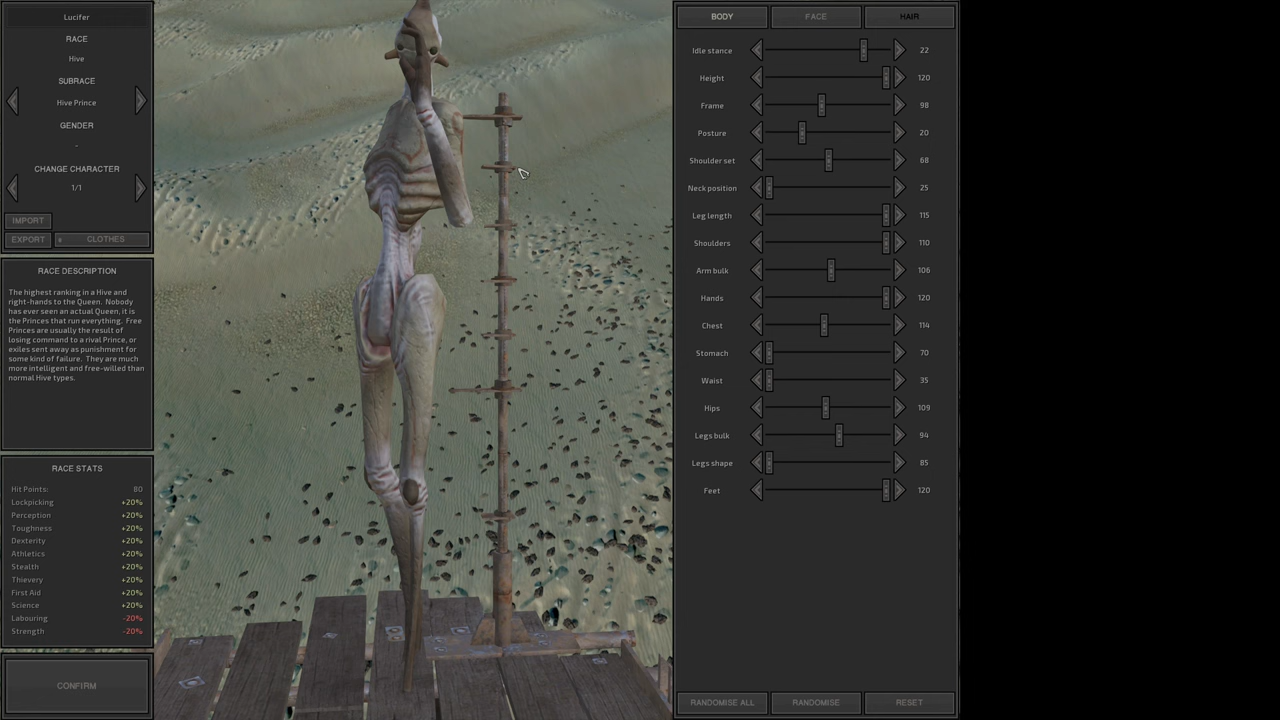 Lucifer
RACE
Hive
SUBRACE
Hive Prince
GENDER
-
CHANGE CHARACTER
1/1
IMPORT
EXPORT
CLOTHES
RACE DESCRIPTION
The highest ranking in a Hive and
right-hands to the Queen. Nobody
has ever seen an actual Queen, it is
the Princes that run everything. Free
Princes are usually the result of
losing command to a rival Prince, or
exiles sent away as punishment for
some kind of failure. They are much
more intelligent and free-willed than
normal Hive types.
RACE STATS
Hit Points: 80
Lockpicking +20%
Perception +20%
Toughness +20%
Dexterity +20%
Athletics +20%
Stealth +20%
Thievery +20%
First Aid +20%
Science +20%
Labouring -20%
Strength -20%
CONFIRM
BODY FACE HAIR
Idle stance 22
Height 120
Frame 98
Posture 20
Shoulder set 68
Neck position 25
Leg length 115
Shoulders 110
Arm bulk 106
Hands 120
Chest 114
Stomach 70
Waist 35
Hips 109
Legs bulk 94
Legs shape 85
Feet 120
RANDOMISE ALL RANDOMISE RESET